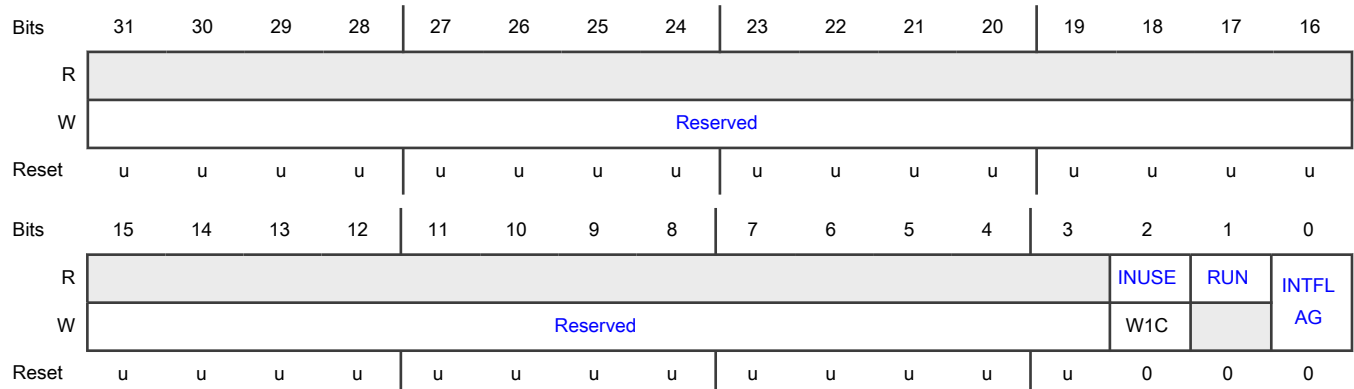 Bits 31 30 29 28 27 26 25 24 23 22 21 20 19 18 17 16
R
W Reserved
Reset u u u u u u u u u u u u u u u u
Bits 15 14 13 12 11 10 9 8 7 6 5 4 3 2 1 0
R INUSE RUN INTFL
W Reserved W1C AG
Reset u u u u u u u u u u u u u 0 0 0